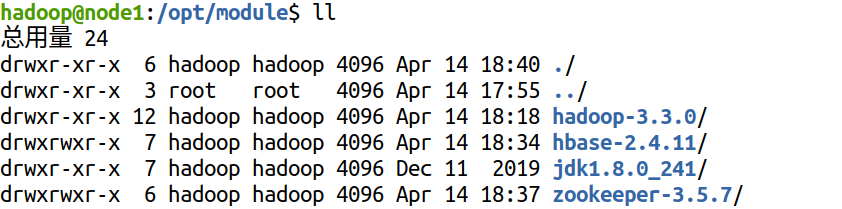 hadoop@node1:/opt/module$ ll
总用量 24
drwxr-xr-x  6 hadoop hadoop 4096 Apr 14 18:40 ./
drwxr-xr-x  3 root   root   4096 Apr 14 17:55 ../
drwxr-xr-x 12 hadoop hadoop 4096 Apr 14 18:18 hadoop-3.3.0/
drwxrwxr-x  7 hadoop hadoop 4096 Apr 14 18:34 hbase-2.4.11/
drwxr-xr-x  7 hadoop hadoop 4096 Dec 11  2019 jdk1.8.0_241/
drwxrwxr-x  6 hadoop hadoop 4096 Apr 14 18:37 zookeeper-3.5.7/